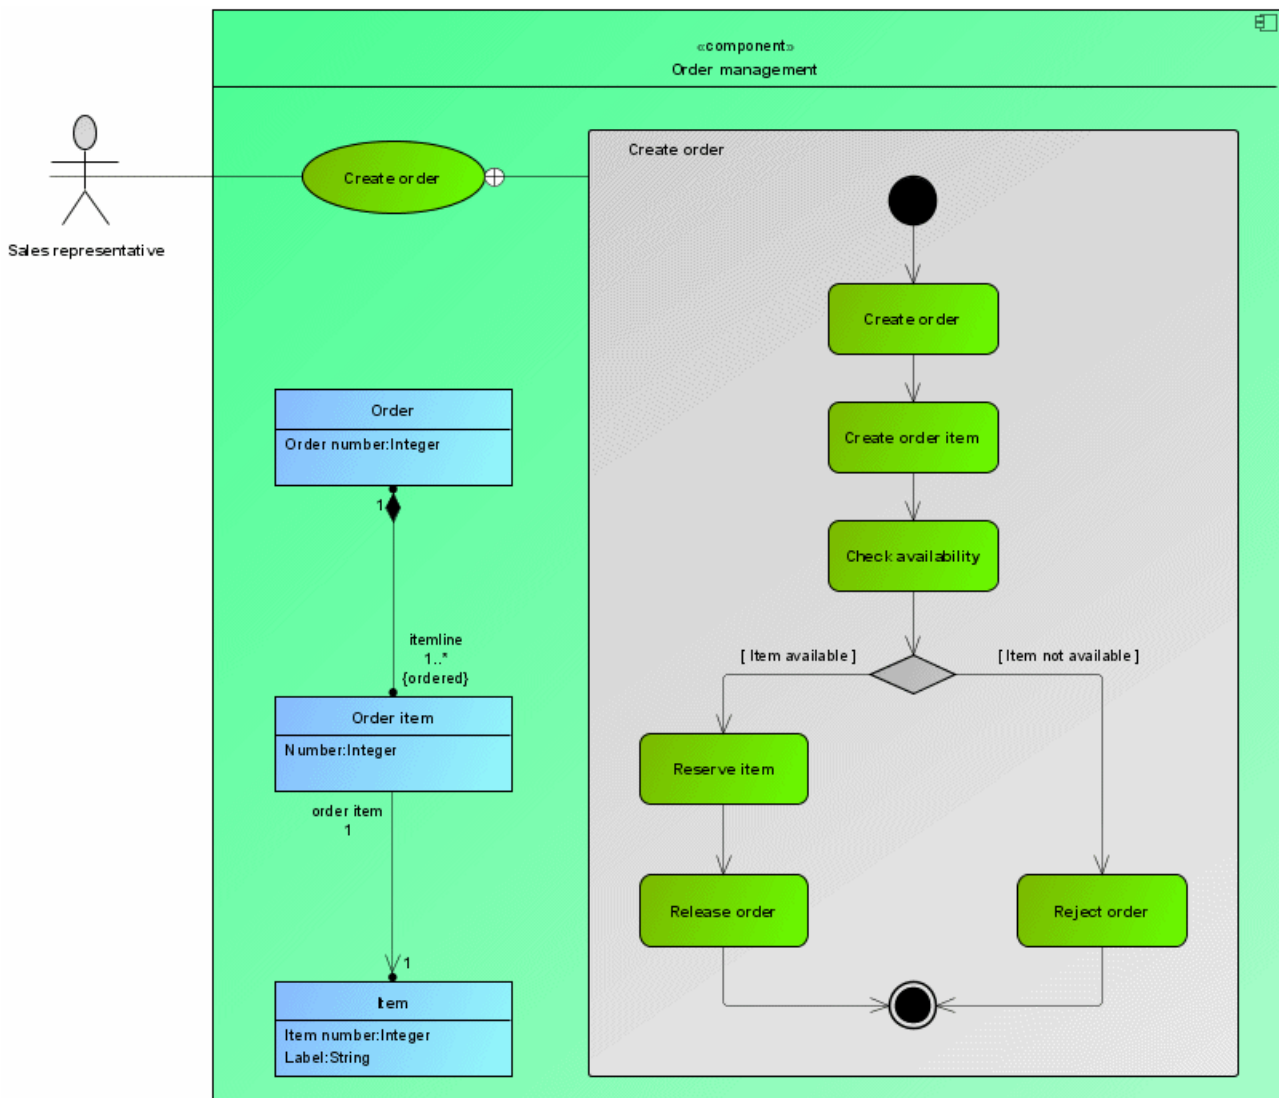 «component»
Order management
Sales representative
Create order
Order
Order number:Integer
1
itemline
1..*
{ordered}
Order item
Number:Integer
order item
1
1
Item
Item number:Integer
Label:String
Create order
Create order
Create order item
Check availability
[ Item available ]
[ Item not available ]
Reserve item
Release order
Reject order